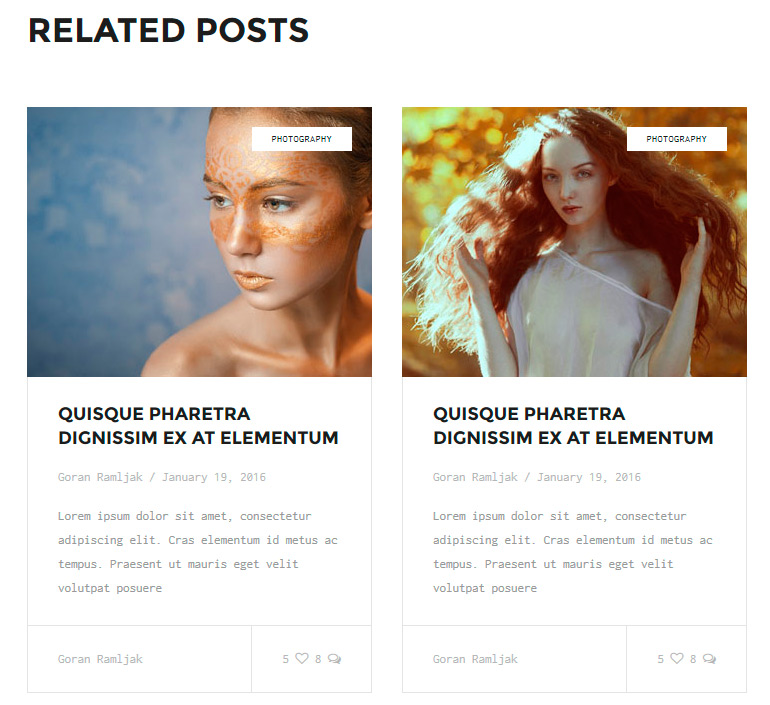 RELATED POSTS
PHOTOGRAPHY
QUISQUE PHARETRA
DIGNISSIM EX AT ELEMENTUM
Goran Ramljak / January 19, 2016
Lorem ipsum dolor sit amet, consectetur
adipiscing elit. Cras elementum id metus ac
tempus. Praesent ut mauris eget velit
volutpat posuere
Goran Ramljak
5 8
PHOTOGRAPHY
QUISQUE PHARETRA
DIGNISSIM EX AT ELEMENTUM
Goran Ramljak / January 19, 2016
Lorem ipsum dolor sit amet, consectetur
adipiscing elit. Cras elementum id metus ac
tempus. Praesent ut mauris eget velit
volutpat posuere
Goran Ramljak
5 8